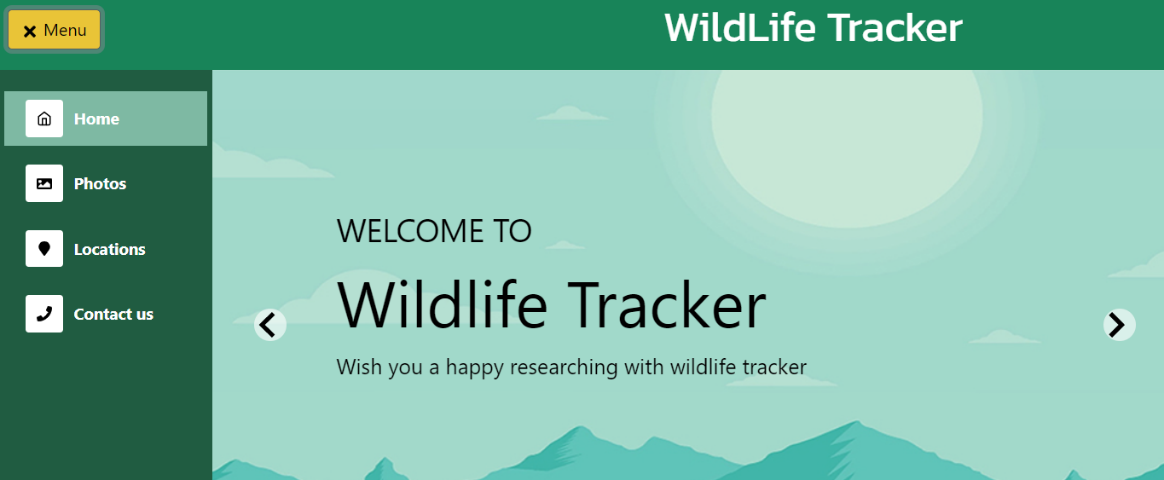 Menu
WildLife Tracker
Home
Photos
Locations
Contact us
WELCOME TO
Wildlife Tracker
Wish you a happy researching with wildlife tracker